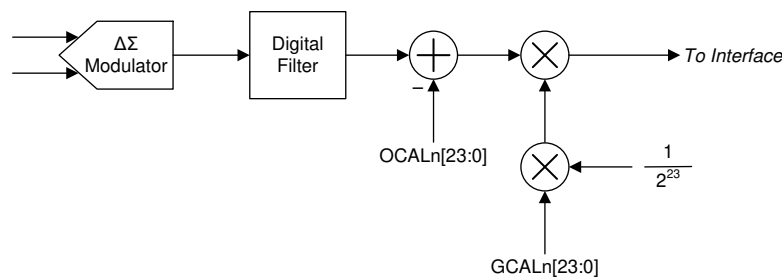 ΔΣ
Modulator
Digital
Filter
−
To Interface
OCALn[23:0]
1
2²³
GCALn[23:0]